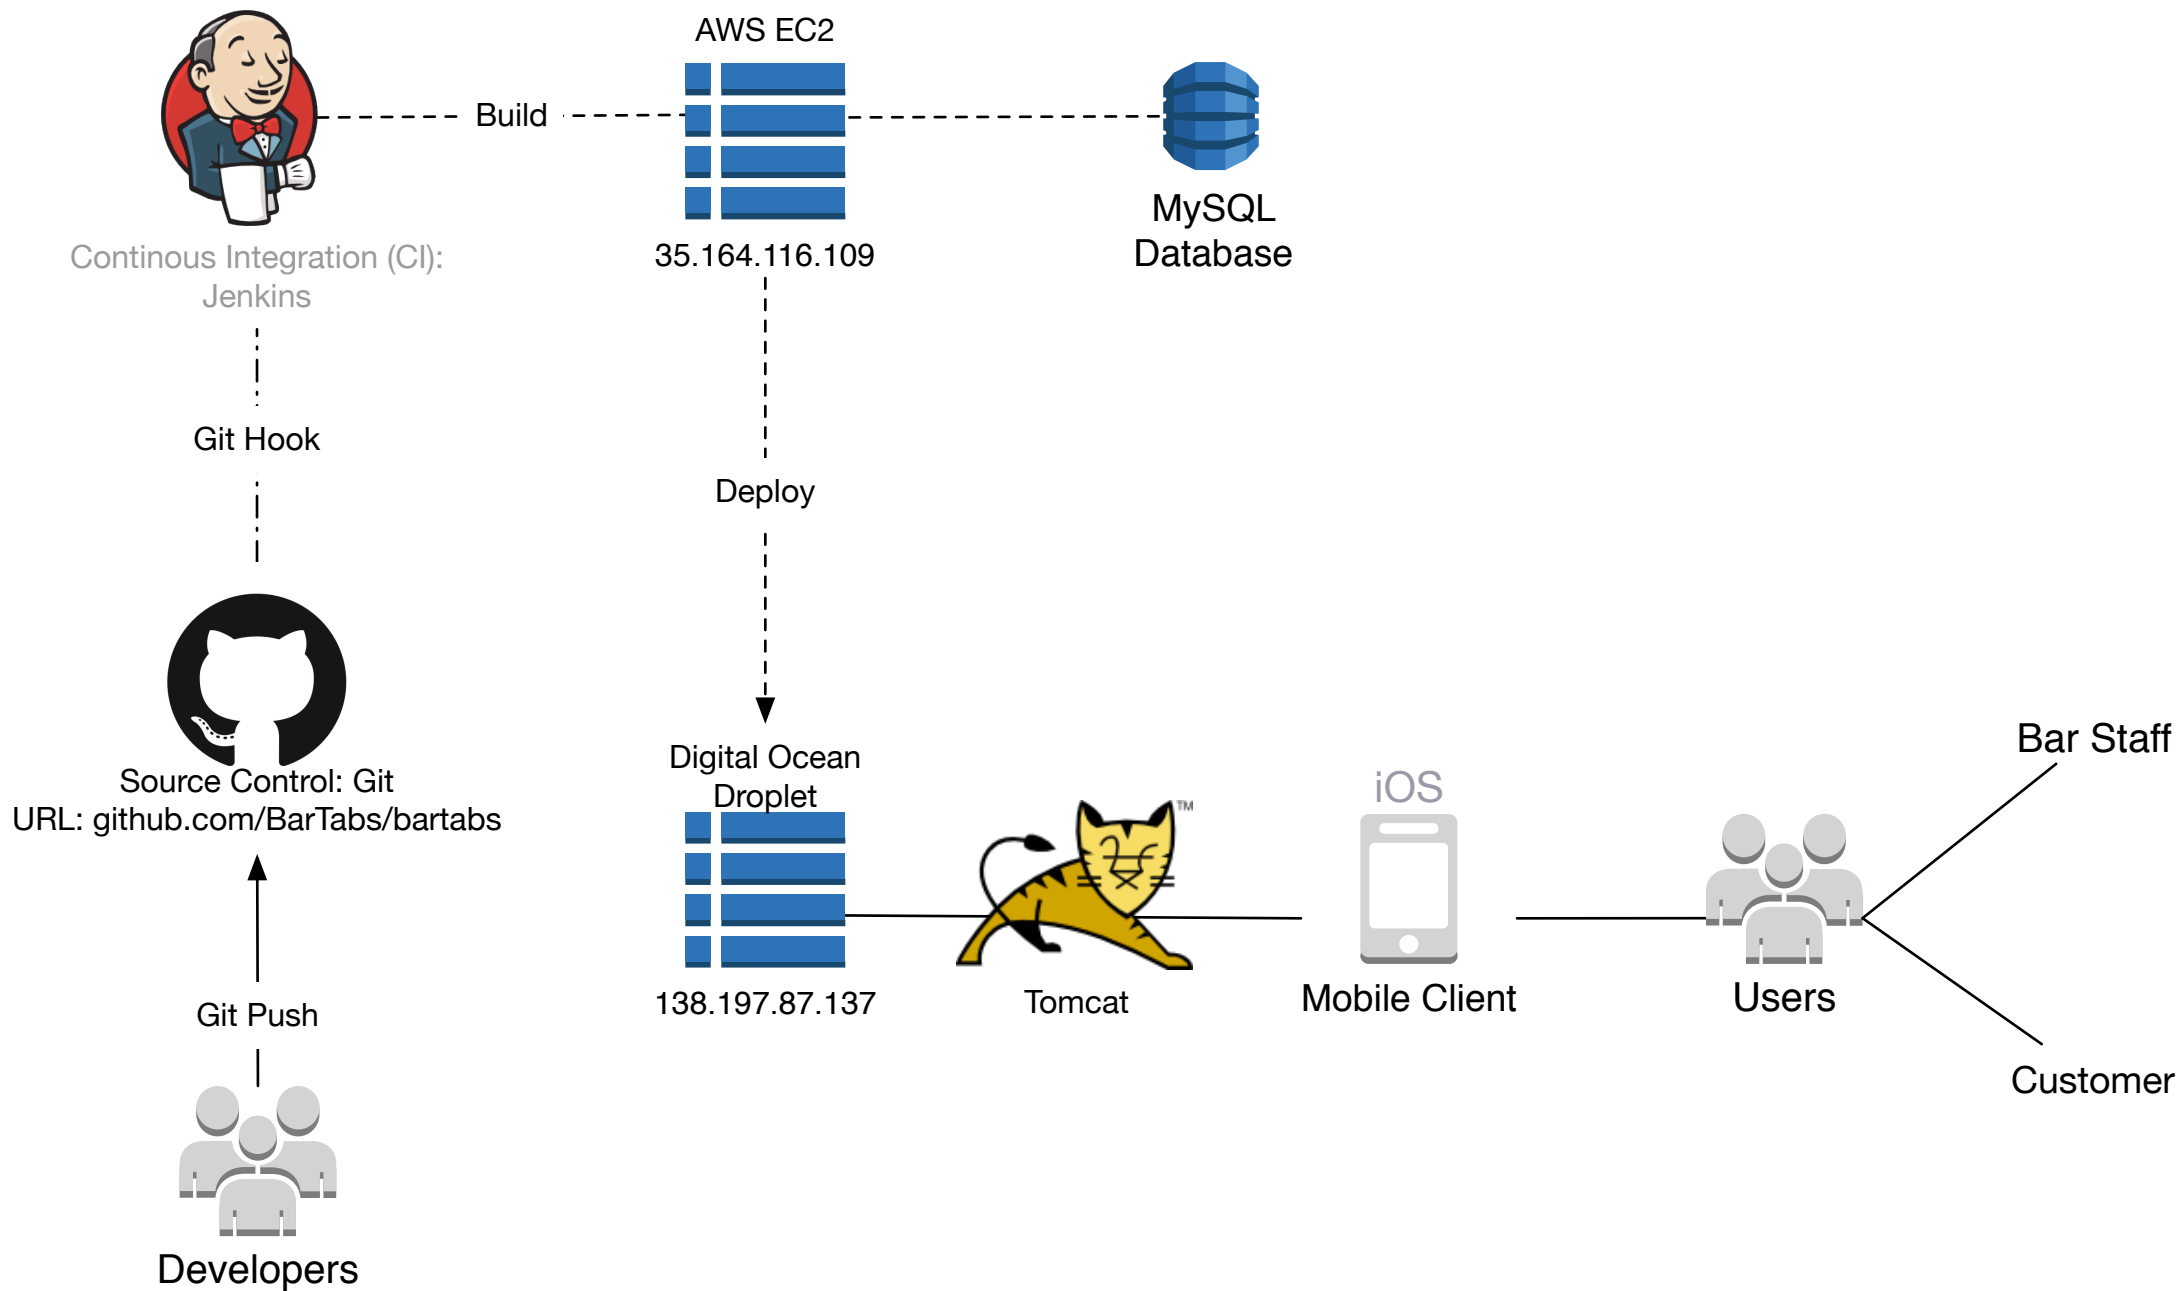 AWS EC2
Build
MySQL
Database
35.164.116.109
Continous Integration (CI):
Jenkins
Git Hook
Deploy
Source Control: Git
URL: github.com/BarTabs/bartabs
Digital Ocean
Droplet
TM
iOS
Bar Staff
138.197.87.137
Tomcat
Mobile Client
Users
Customer
Git Push
Developers